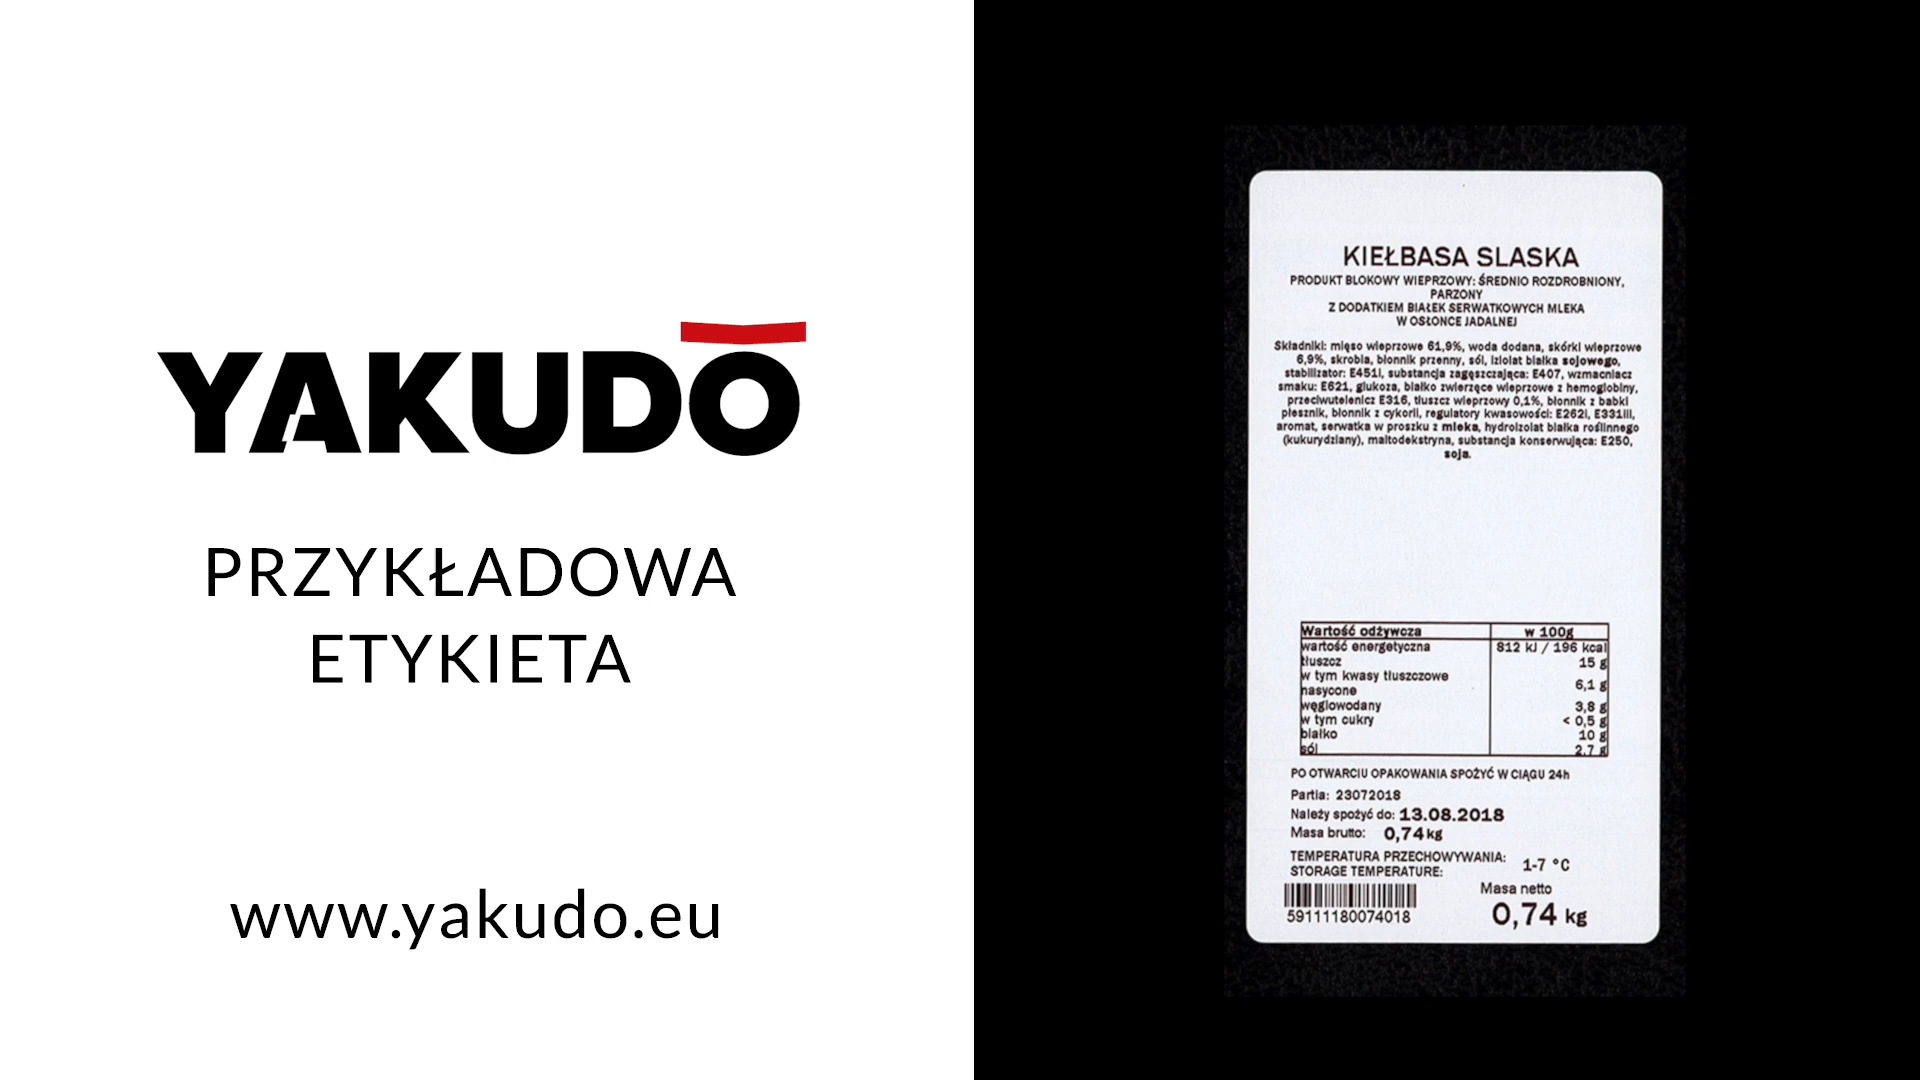 YAKUDO
PRZYKŁADOWA
ETYKIETA
www.yakudo.eu
KIEŁBASA SLASKA
PRODUKT BLOKOWY WIEPRZOWY: ŚREDNIO ROZDROBNIONY,
PARZONY
Z DODATKIEM BIAŁEK SERWATKOWYCH MLEKA
W OSŁONCE JADALNEJ
Składniki: mięso wieprzowe 61,9%, woda dodana, skórki wieprzowe
6,9%, skrobia, błonnik pszenny, sól, izlolat białka sojowego,
stabilizator: E451i, substancja zagęszczająca: E407, wzmacniacz
smaku: E621, glukoza, białko zwierzęce wieprzowe z hemoglobiny,
przeciwutelenicz E316, tłuszcz wieprzowy 0,1%, błonnik z babki
płesznik, błonnik z cykorii, regulatory kwasowości: E262i, E331iii,
aromat, serwatka w proszku z mleka, hydrolizolat białka roślinnego
(kukurydziany), maltodekstryna, substancja konserwująca: E250,
soja.
Wartość odżywcza w 100g
wartość energetyczna 812 kJ / 196 kcal
tłuszcz 15 g
w tym kwasy tłuszczowe
nasycone 6,1 g
węglowodany 3,8 g
w tym cukry < 0,5 g
białko 10 g
sól 2,7 g
PO OTWARCIU OPAKOWANIA SPOŻYĆ W CIĄGU 24h
Partia: 23072018
Należy spożyć do: 13.08.2018
Masa brutto: 0,74 kg
TEMPERATURA PRZECHOWYWANIA: 1-7 °C
STORAGE TEMPERATURE:
Masa netto
59111180074018
0,74 kg